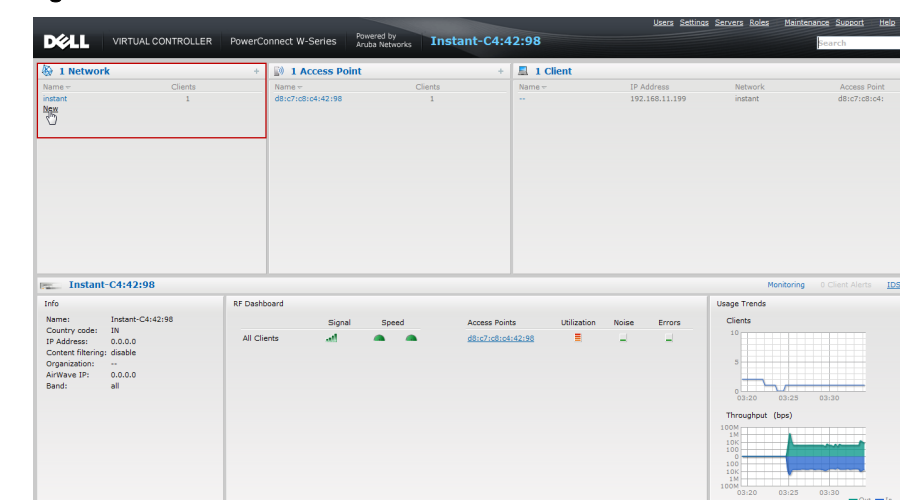 Users Settings Servers Roles Maintenance Support Help
DELL VIRTUAL CONTROLLER PowerConnect W-Series Powered by Aruba Networks Instant-C4:42:98
Search
1 Network +
Name Clients
instant 1
New
1 Access Point +
Name Clients
d8:c7:c8:c4:42:98 1
1 Client
Name IP Address Network Access Point
-- 192.168.11.199 instant d8:c7:c8:c4:
Instant-C4:42:98
Monitoring 0 Client Alerts IDS
Info
Name: Instant-C4:42:98
Country code: IN
IP Address: 0.0.0.0
Content filtering: disable
Organization: --
AirWave IP: 0.0.0.0
Band: all
RF Dashboard
Signal Speed Access Points Utilization Noise Errors
All Clients d8:c7:c8:c4:42:98
Usage Trends
Clients
10
5
0
03:20 03:25 03:30
Throughput (bps)
100M
1M
10K
100
0
100
10K
1M
100M
03:20 03:25 03:30
Out In